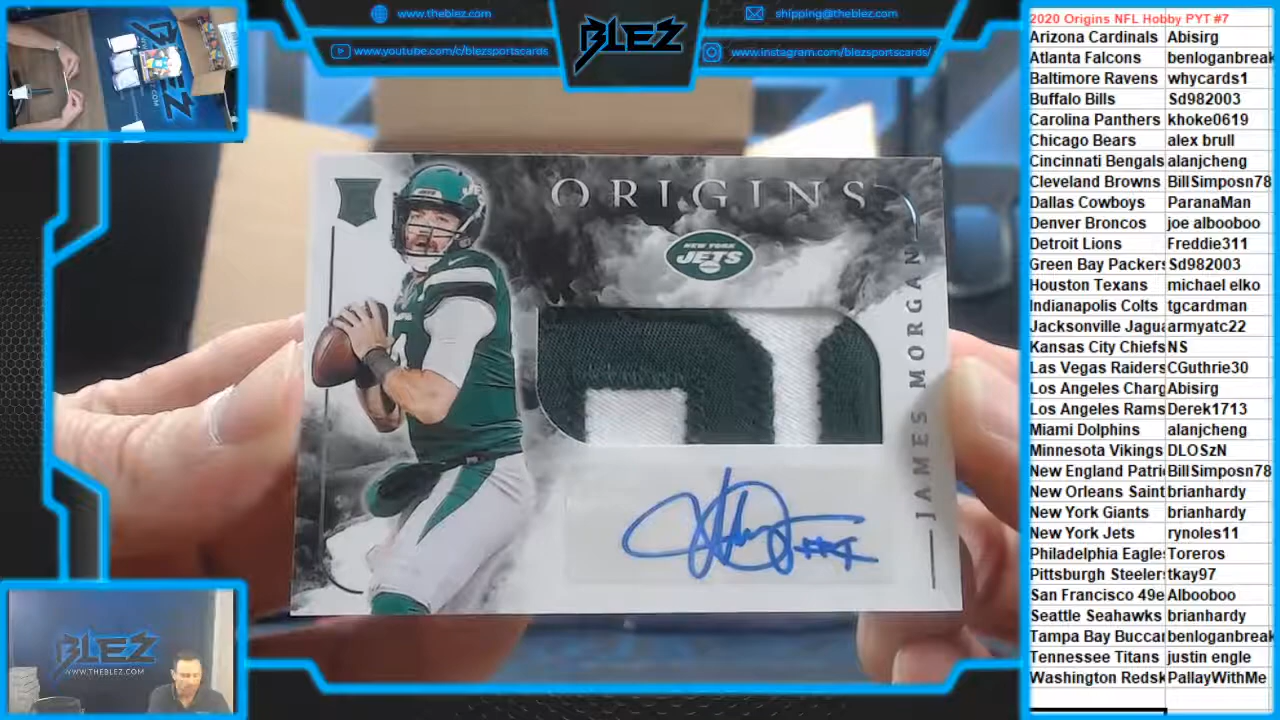 www.theblez.com
www.youtube.com/c/blezsportscards
BLEZ
shipping@theblez.com
www.instagram.com/blezsportscards/
ORIGINS
NEW YORK
JETS
JAMES MORGAN
BLEZ
WWW.THEBLEZ.COM
2020 Origins NFL Hobby PYT #7
Arizona Cardinals Abisirg
Atlanta Falcons benloganbreak
Baltimore Ravens whycards1
Buffalo Bills Sd982003
Carolina Panthers khoke0619
Chicago Bears alex brull
Cincinnati Bengals alanjcheng
Cleveland Browns BillSimposn78
Dallas Cowboys ParanaMan
Denver Broncos joe albooboo
Detroit Lions Freddie311
Green Bay Packers Sd982003
Houston Texans michael elko
Indianapolis Colts tgcardman
Jacksonville Jagua armyatc22
Kansas City Chiefs NS
Las Vegas Raiders CGuthrie30
Los Angeles Charg Abisirg
Los Angeles Rams Derek1713
Miami Dolphins alanjcheng
Minnesota Vikings DLOSzN
New England Patri BillSimposn78
New Orleans Saint brianhardy
New York Giants brianhardy
New York Jets rynoles11
Philadelphia Eagle Toreros
Pittsburgh Steeler tkay97
San Francisco 49e Albooboo
Seattle Seahawks brianhardy
Tampa Bay Bucca benloganbreak
Tennessee Titans justin engle
Washington Redsk PallayWithMe